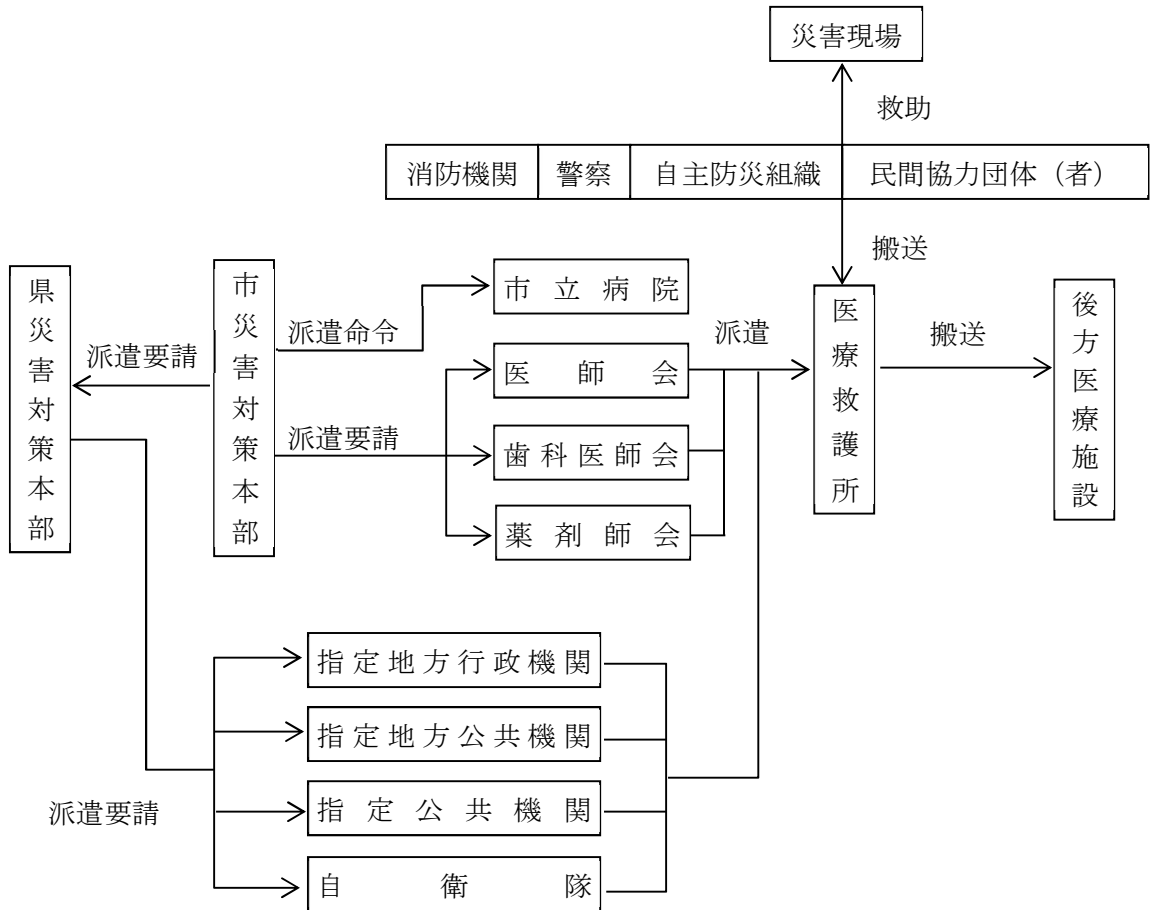 災害現場
救助
消防機関
警察
自主防災組織
民間協力団体（者）
搬送
県災害対策本部
派遣要請
市災害対策本部
派遣命令
派遣要請
市立病院
医師会
歯科医師会
薬剤師会
派遣
医療救護所
搬送
後方医療施設
派遣要請
指定地方行政機関
指定地方公共機関
指定公共機関
自衛隊